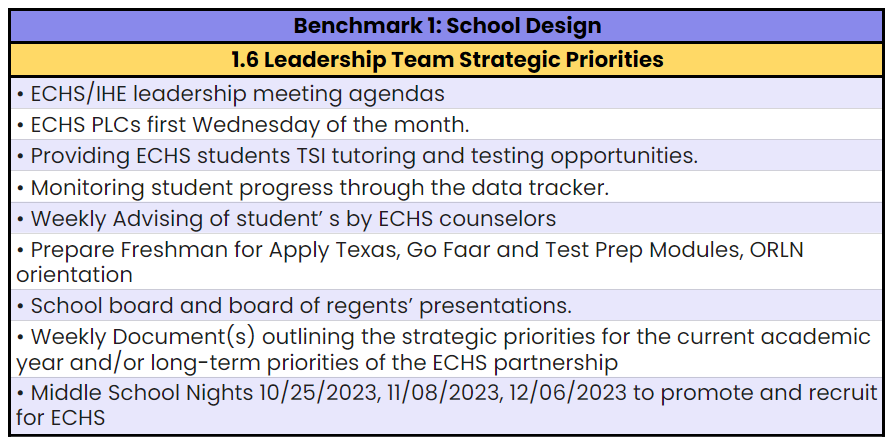 Benchmark 1: School Design
1.6 Leadership Team Strategic Priorities
• ECHS/IHE leadership meeting agendas
• ECHS PLCs first Wednesday of the month.
• Providing ECHS students TSI tutoring and testing opportunities.
• Monitoring student progress through the data tracker.
• Weekly Advising of student’ s by ECHS counselors
• Prepare Freshman for Apply Texas, Go Faar and Test Prep Modules, ORLN
orientation
• School board and board of regents’ presentations.
• Weekly Document(s) outlining the strategic priorities for the current academic
year and/or long-term priorities of the ECHS partnership
• Middle School Nights 10/25/2023, 11/08/2023, 12/06/2023 to promote and recruit
for ECHS